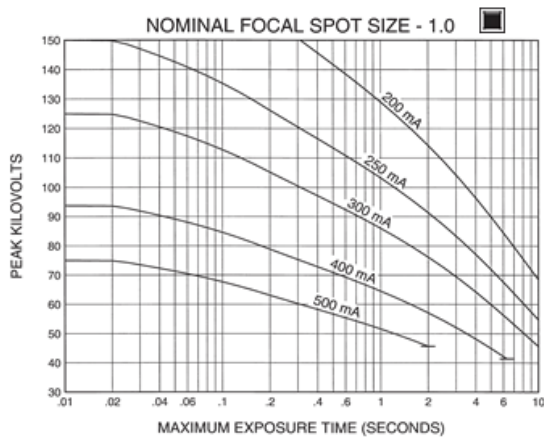 NOMINAL FOCAL SPOT SIZE - 1.0
150
140
130
120
110
100
90
80
70
60
50
40
30
PEAK KILOVOLTS
200 mA
250 mA
300 mA
400 mA
500 mA
.01 .02 .04 .06 .1 .2 .4 .6 1 2 4 6 10
MAXIMUM EXPOSURE TIME (SECONDS)